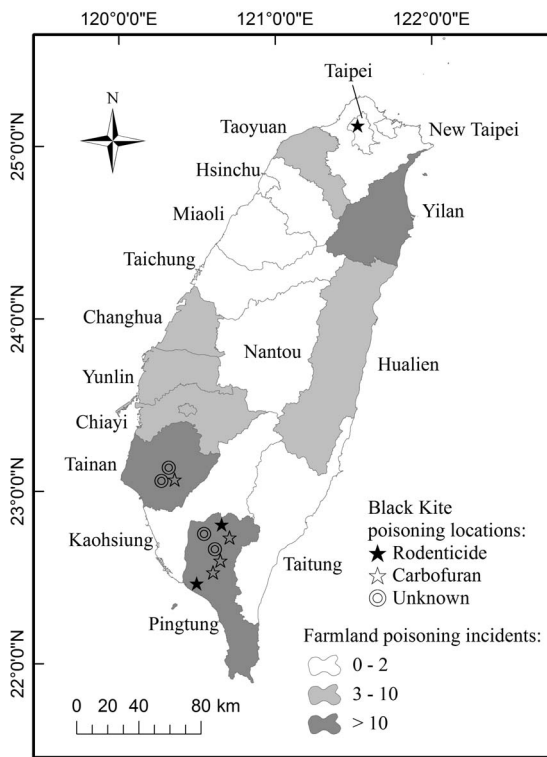 120°0'0"E 121°0'0"E 122°0'0"E
N
Taipei
Taoyuan
New Taipei
25°0'0"N
Hsinchu
Miaoli
Yilan
Taichung
24°0'0"N
Changhua
Nantou
Hualien
Yunlin
Chiayi
Tainan
23°0'0"N
Kaohsiung
Taitung
Pingtung
22°0'0"N
Black Kite
poisoning locations:
Rodenticide
Carbofuran
Unknown
Farmland poisoning incidents:
0 - 2
3 - 10
> 10
0 20 40 80 km